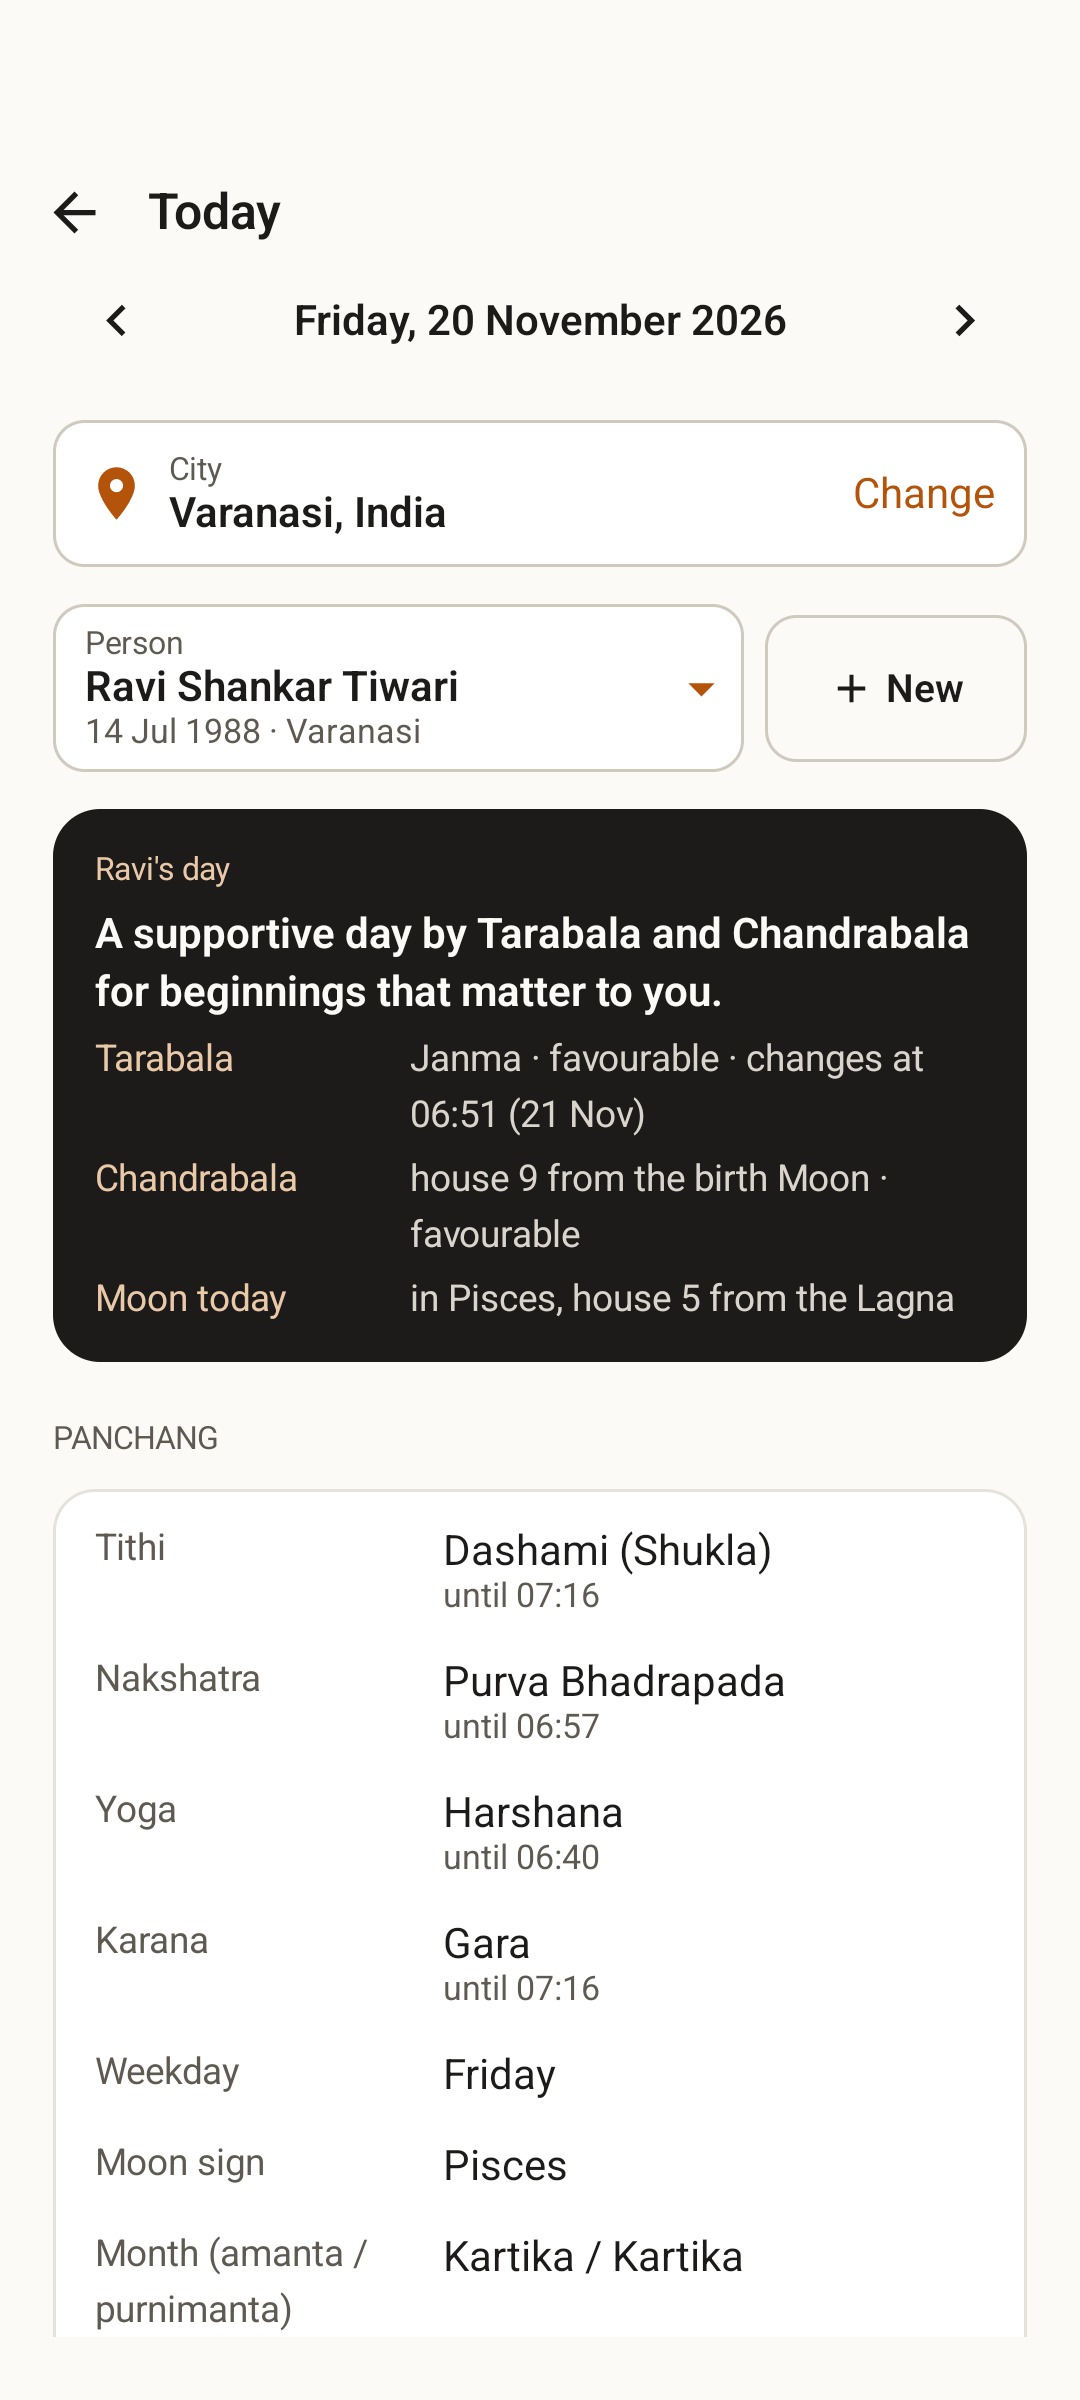 Today
Friday, 20 November 2026
City
Varanasi, India
Change
Person
Ravi Shankar Tiwari
14 Jul 1988 · Varanasi
+ New
Ravi's day
A supportive day by Tarabala and Chandrabala
for beginnings that matter to you.
Tarabala
Janma · favourable · changes at
06:51 (21 Nov)
Chandrabala
house 9 from the birth Moon ·
favourable
Moon today
in Pisces, house 5 from the Lagna
PANCHANG
Tithi
Dashami (Shukla)
until 07:16
Nakshatra
Purva Bhadrapada
until 06:57
Yoga
Harshana
until 06:40
Karana
Gara
until 07:16
Weekday
Friday
Moon sign
Pisces
Month (amanta /
purnimanta)
Kartika / Kartika